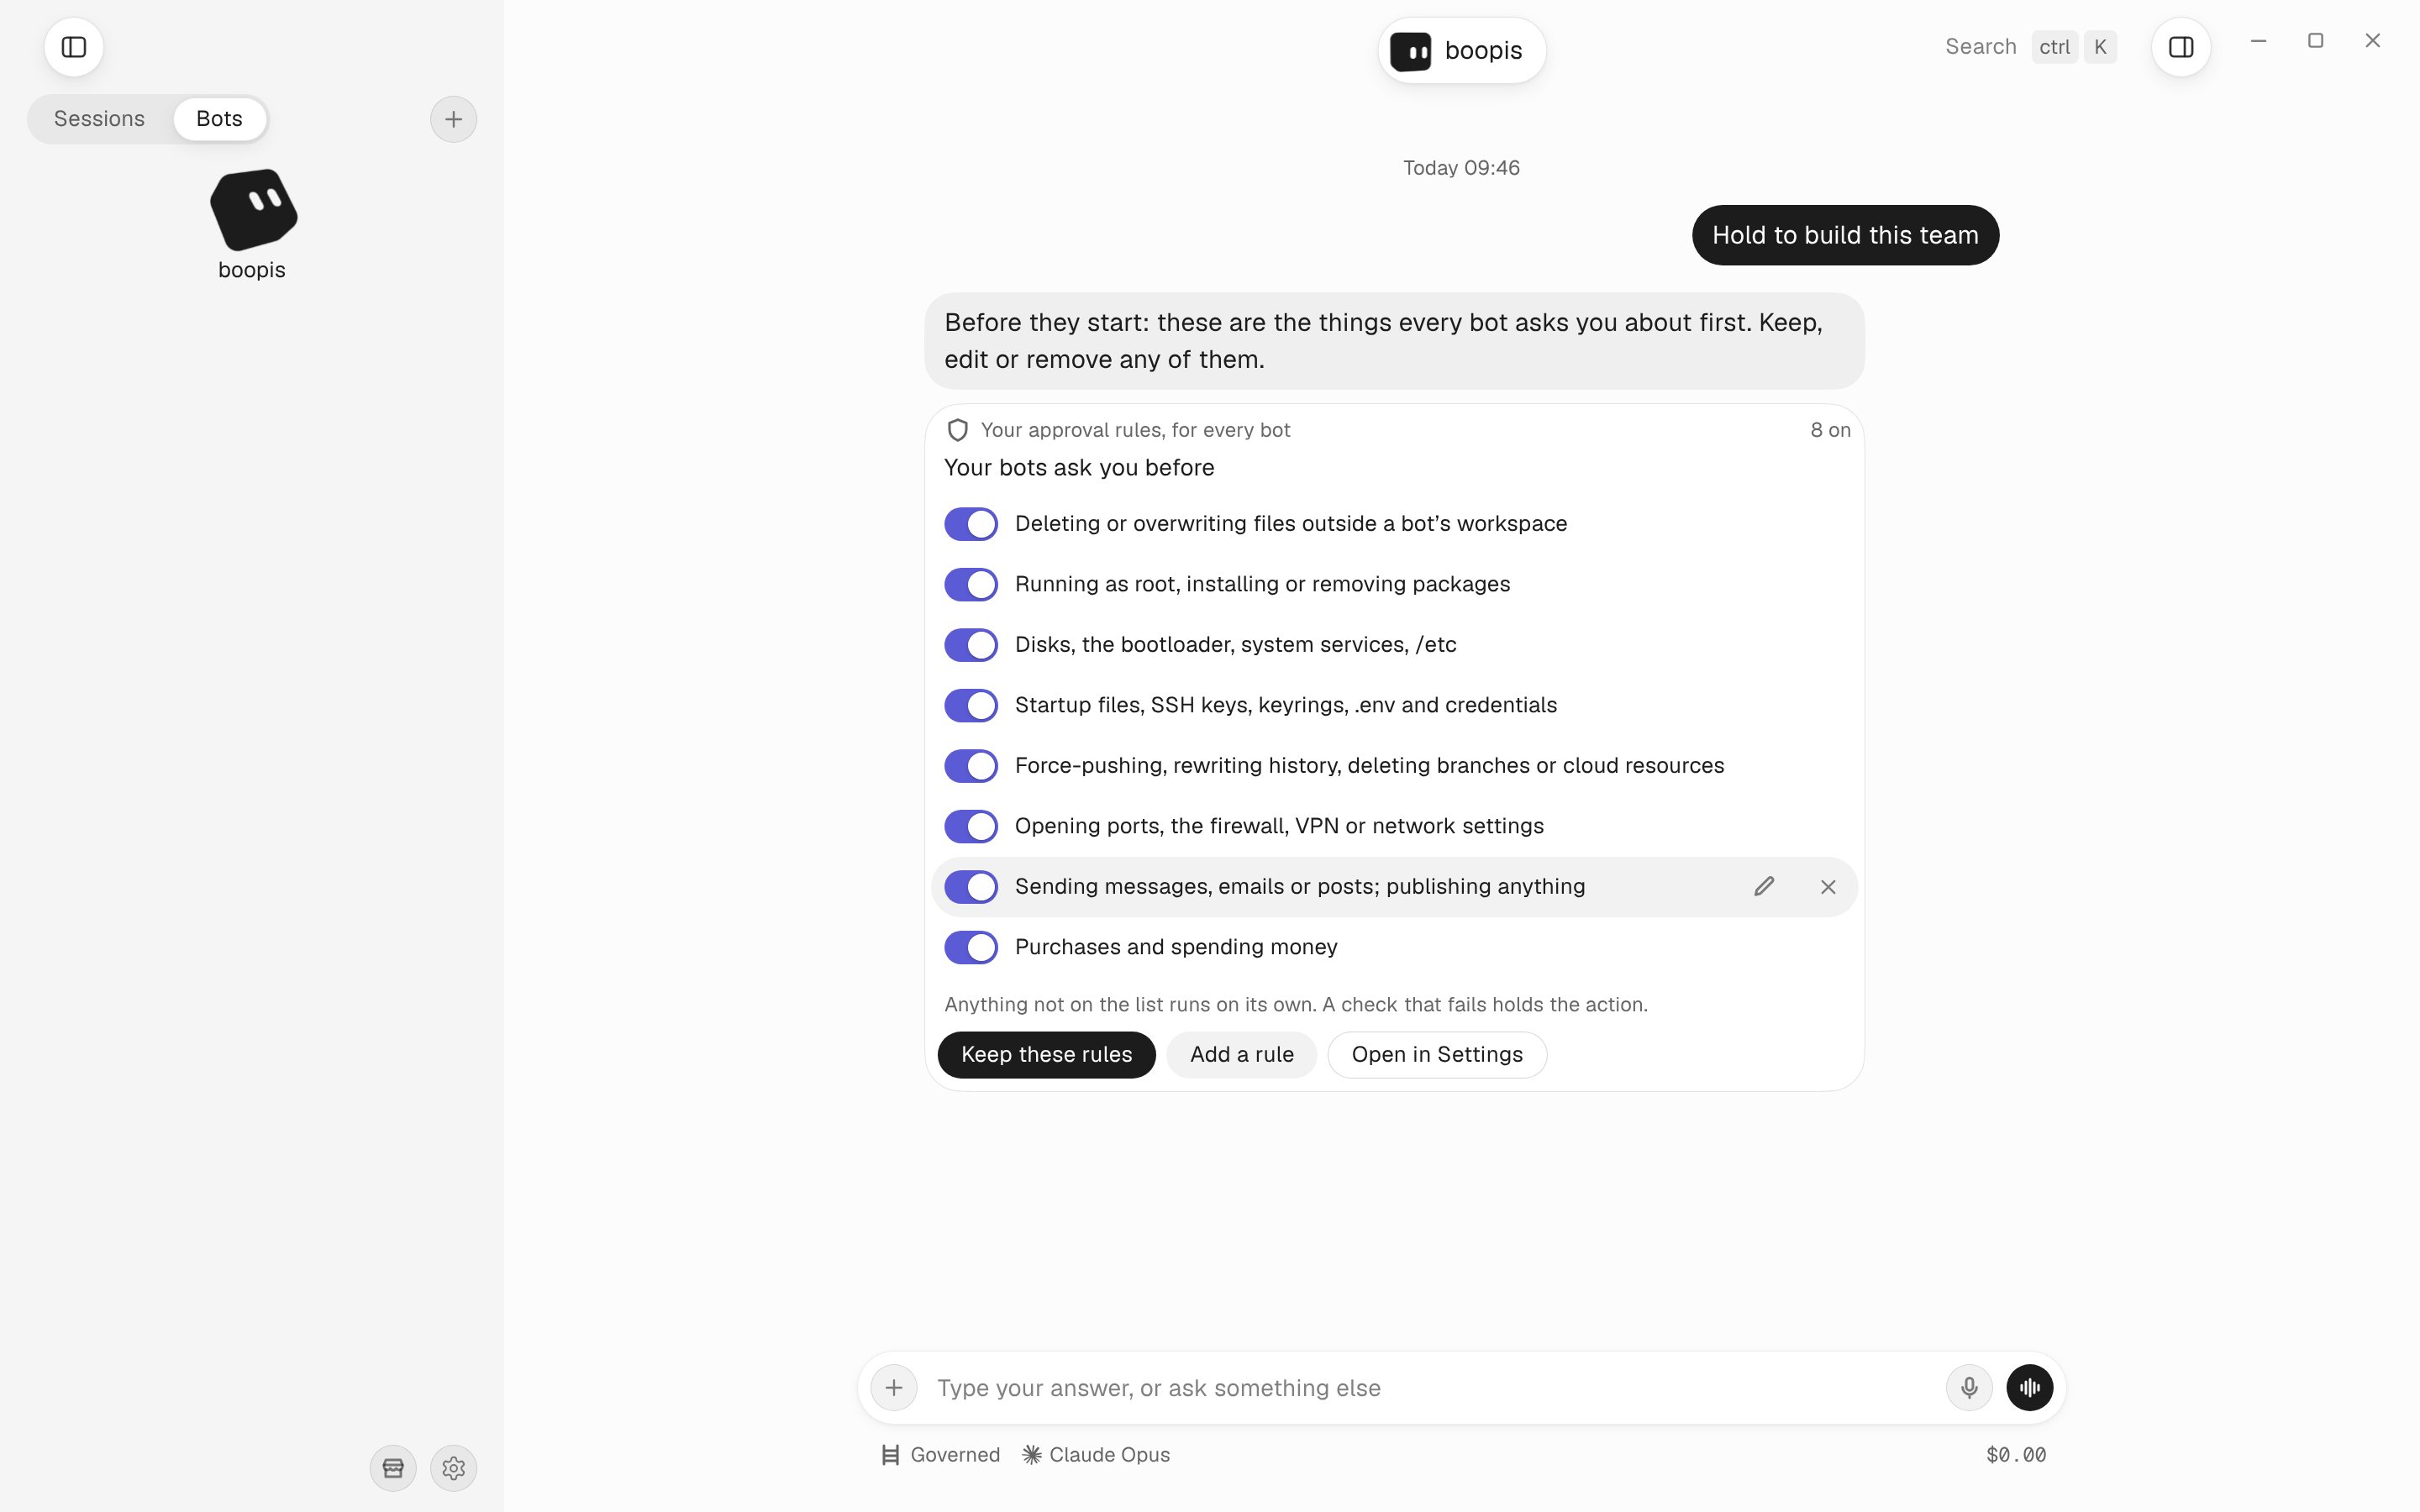 boopis
Search ctrl K
Sessions Bots
boopis
Today 09:46
Hold to build this team
Before they start: these are the things every bot asks you about first. Keep,
edit or remove any of them.
Your approval rules, for every bot 8 on
Your bots ask you before
Deleting or overwriting files outside a bot’s workspace
Running as root, installing or removing packages
Disks, the bootloader, system services, /etc
Startup files, SSH keys, keyrings, .env and credentials
Force-pushing, rewriting history, deleting branches or cloud resources
Opening ports, the firewall, VPN or network settings
Sending messages, emails or posts; publishing anything
Purchases and spending money
Anything not on the list runs on its own. A check that fails holds the action.
Keep these rules Add a rule Open in Settings
Type your answer, or ask something else
Governed Claude Opus $0.00